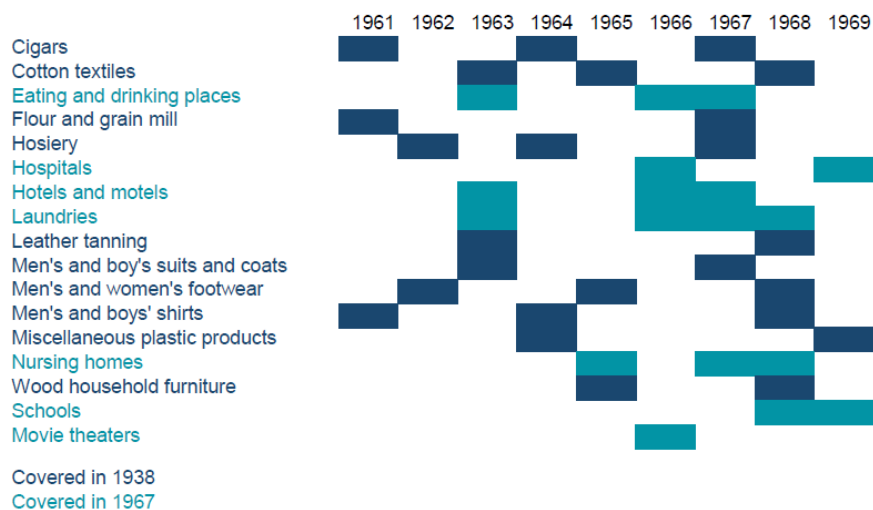 1961 1962 1963 1964 1965 1966 1967 1968 1969
Cigars
Cotton textiles
Eating and drinking places
Flour and grain mill
Hosiery
Hospitals
Hotels and motels
Laundries
Leather tanning
Men's and boy's suits and coats
Men's and women's footwear
Men's and boys' shirts
Miscellaneous plastic products
Nursing homes
Wood household furniture
Schools
Movie theaters
Covered in 1938
Covered in 1967